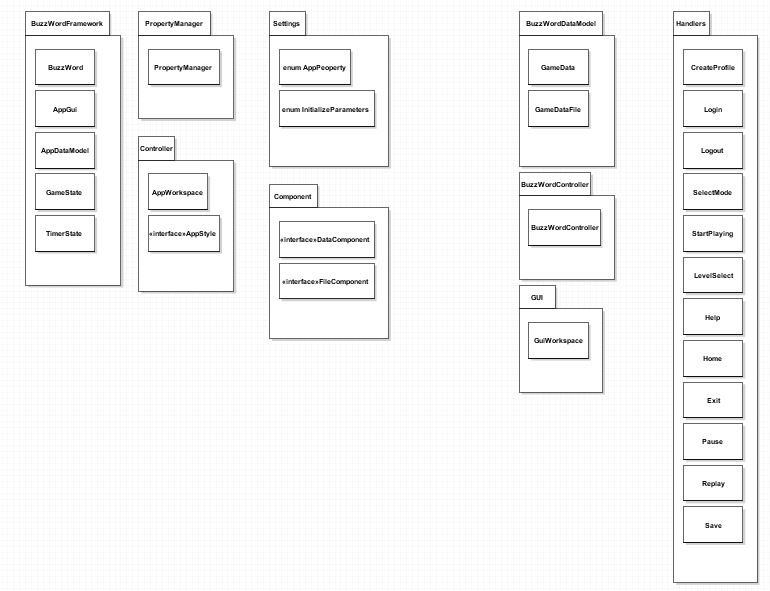 BuzzWordFramework
BuzzWord
AppGui
AppDataModel
GameState
TimerState
PropertyManager
PropertyManager
Controller
AppWorkspace
«interface»AppStyle
Settings
enum AppPeoperty
enum InitializeParameters
Component
«interface»DataComponent
«interface»FileComponent
BuzzWordDataModel
GameData
GameDataFile
BuzzWordController
BuzzWordController
GUI
GuiWorkspace
Handlers
CreateProfile
Login
Logout
SelectMode
StartPlaying
LevelSelect
Help
Home
Exit
Pause
Replay
Save